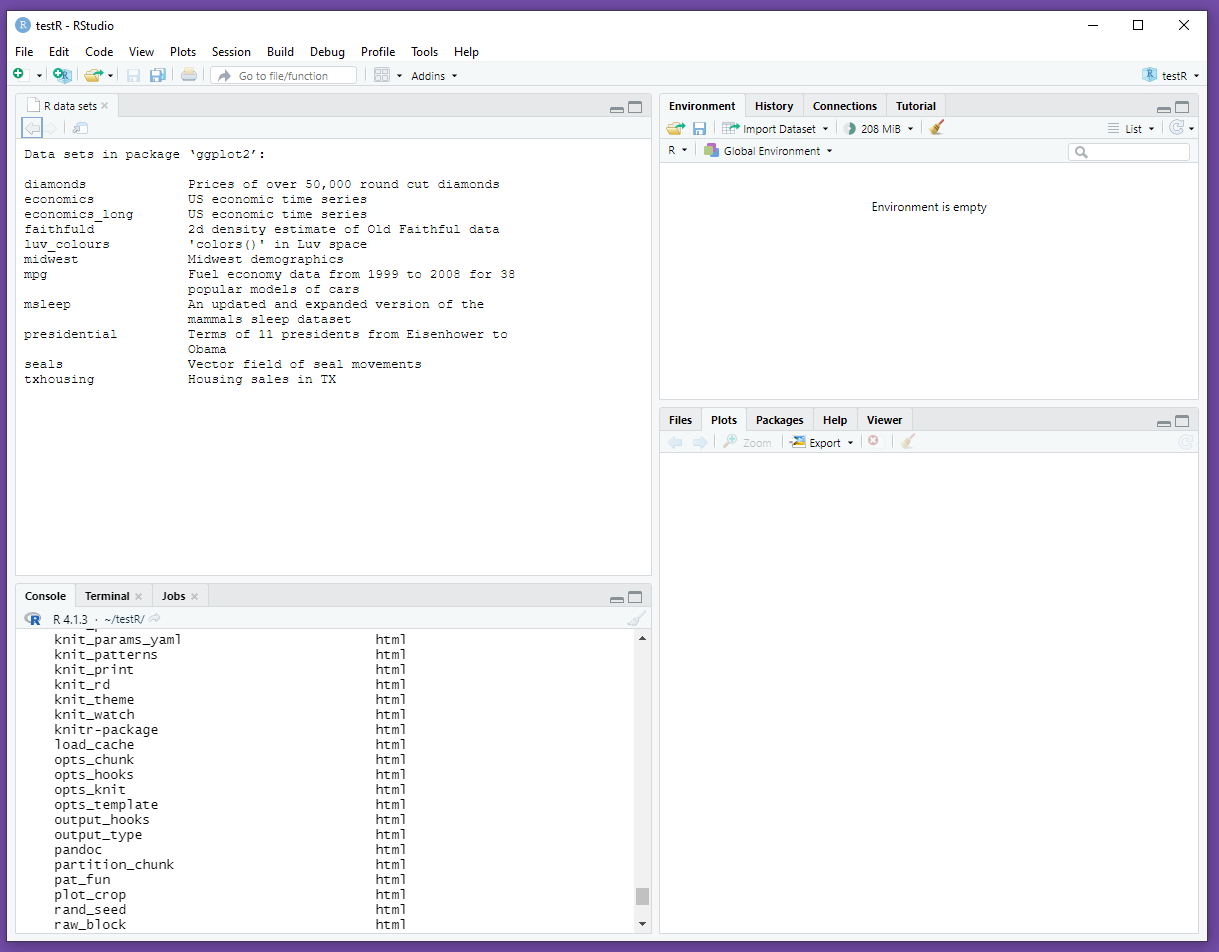 testR - RStudio
File Edit Code View Plots Session Build Debug Profile Tools Help
Go to file/function Addins testR
R data sets
Data sets in package ‘ggplot2’:
diamonds Prices of over 50,000 round cut diamonds
economics US economic time series
economics_long US economic time series
faithfuld 2d density estimate of Old Faithful data
luv_colours 'colors()' in Luv space
midwest Midwest demographics
mpg Fuel economy data from 1999 to 2008 for 38
popular models of cars
msleep An updated and expanded version of the
mammals sleep dataset
presidential Terms of 11 presidents from Eisenhower to
Obama
seals Vector field of seal movements
txhousing Housing sales in TX
Console Terminal Jobs
R 4.1.3 · ~/testR/
knit_params_yaml html
knit_patterns html
knit_print html
knit_rd html
knit_theme html
knit_watch html
knitr-package html
load_cache html
opts_chunk html
opts_hooks html
opts_knit html
opts_template html
output_hooks html
output_type html
pandoc html
partition_chunk html
pat_fun html
plot_crop html
rand_seed html
raw_block html
Environment History Connections Tutorial
Import Dataset 208 MiB List
R Global Environment
Environment is empty
Files Plots Packages Help Viewer
Zoom Export